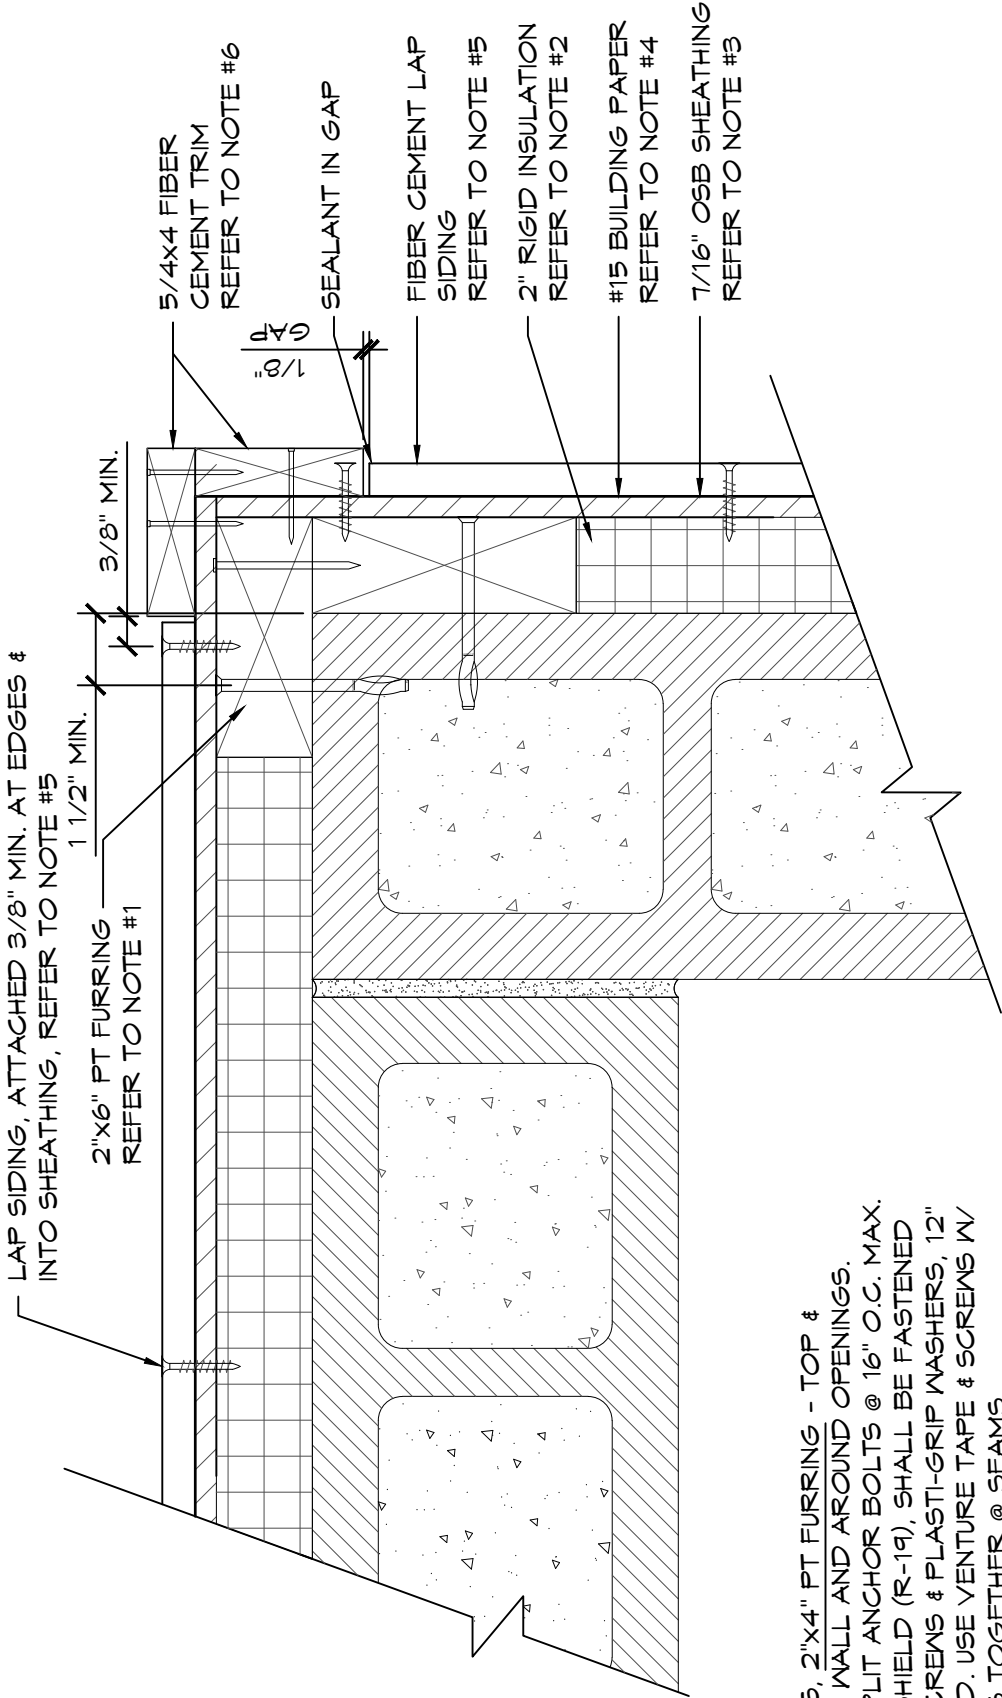 LAP SIDING, ATTACHED 3/8" MIN. AT EDGES &
INTO SHEATHING, REFER TO NOTE #5
1 1/2" MIN.
3/8" MIN.
2"x6" PT FURRING
REFER TO NOTE #1
5/4x4 FIBER
CEMENT TRIM
REFER TO NOTE #6
1/8"
GAP
SEALANT IN GAP
FIBER CEMENT LAP
SIDING
REFER TO NOTE #5
2" RIGID INSULATION
REFER TO NOTE #2
#15 BUILDING PAPER
REFER TO NOTE #4
7/16" OSB SHEATHING
REFER TO NOTE #3
2"x4" PT FURRING - TOP &
WALL AND AROUND OPENINGS.
PLIT ANCHOR BOLTS @ 16" O.C. MAX.
HIELD (R-19), SHALL BE FASTENED
CREWS & PLASTI-GRIP WASHERS, 12"
D. USE VENTURE TAPE & SCREWS W/
TOGETHER @ SEAMS